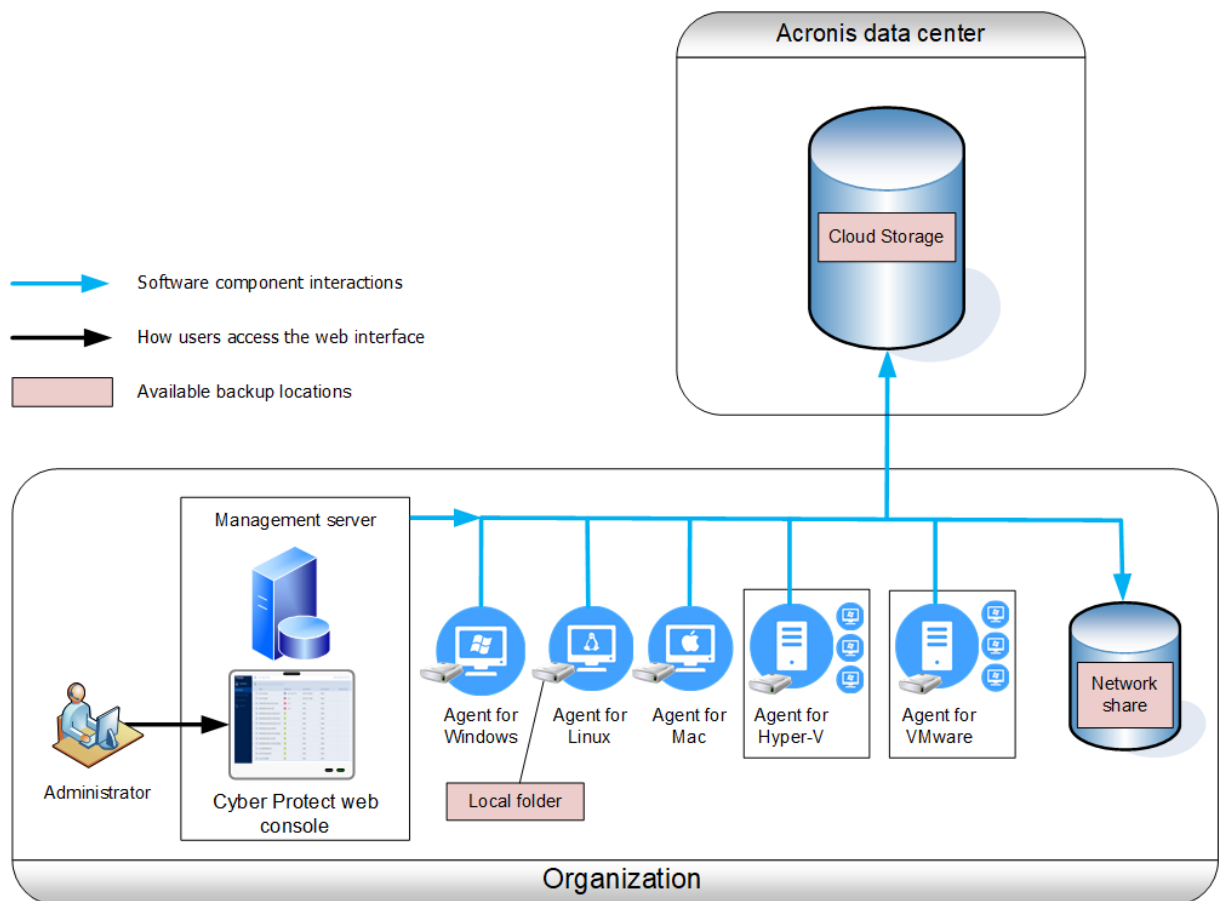 Acronis data center
Cloud Storage
Software component interactions
How users access the web interface
Available backup locations
Management server
Administrator
Cyber Protect web
console
Agent for
Windows
Agent for
Linux
Agent for
Mac
Agent for
Hyper-V
Agent for
VMware
Network
share
Local folder
Organization